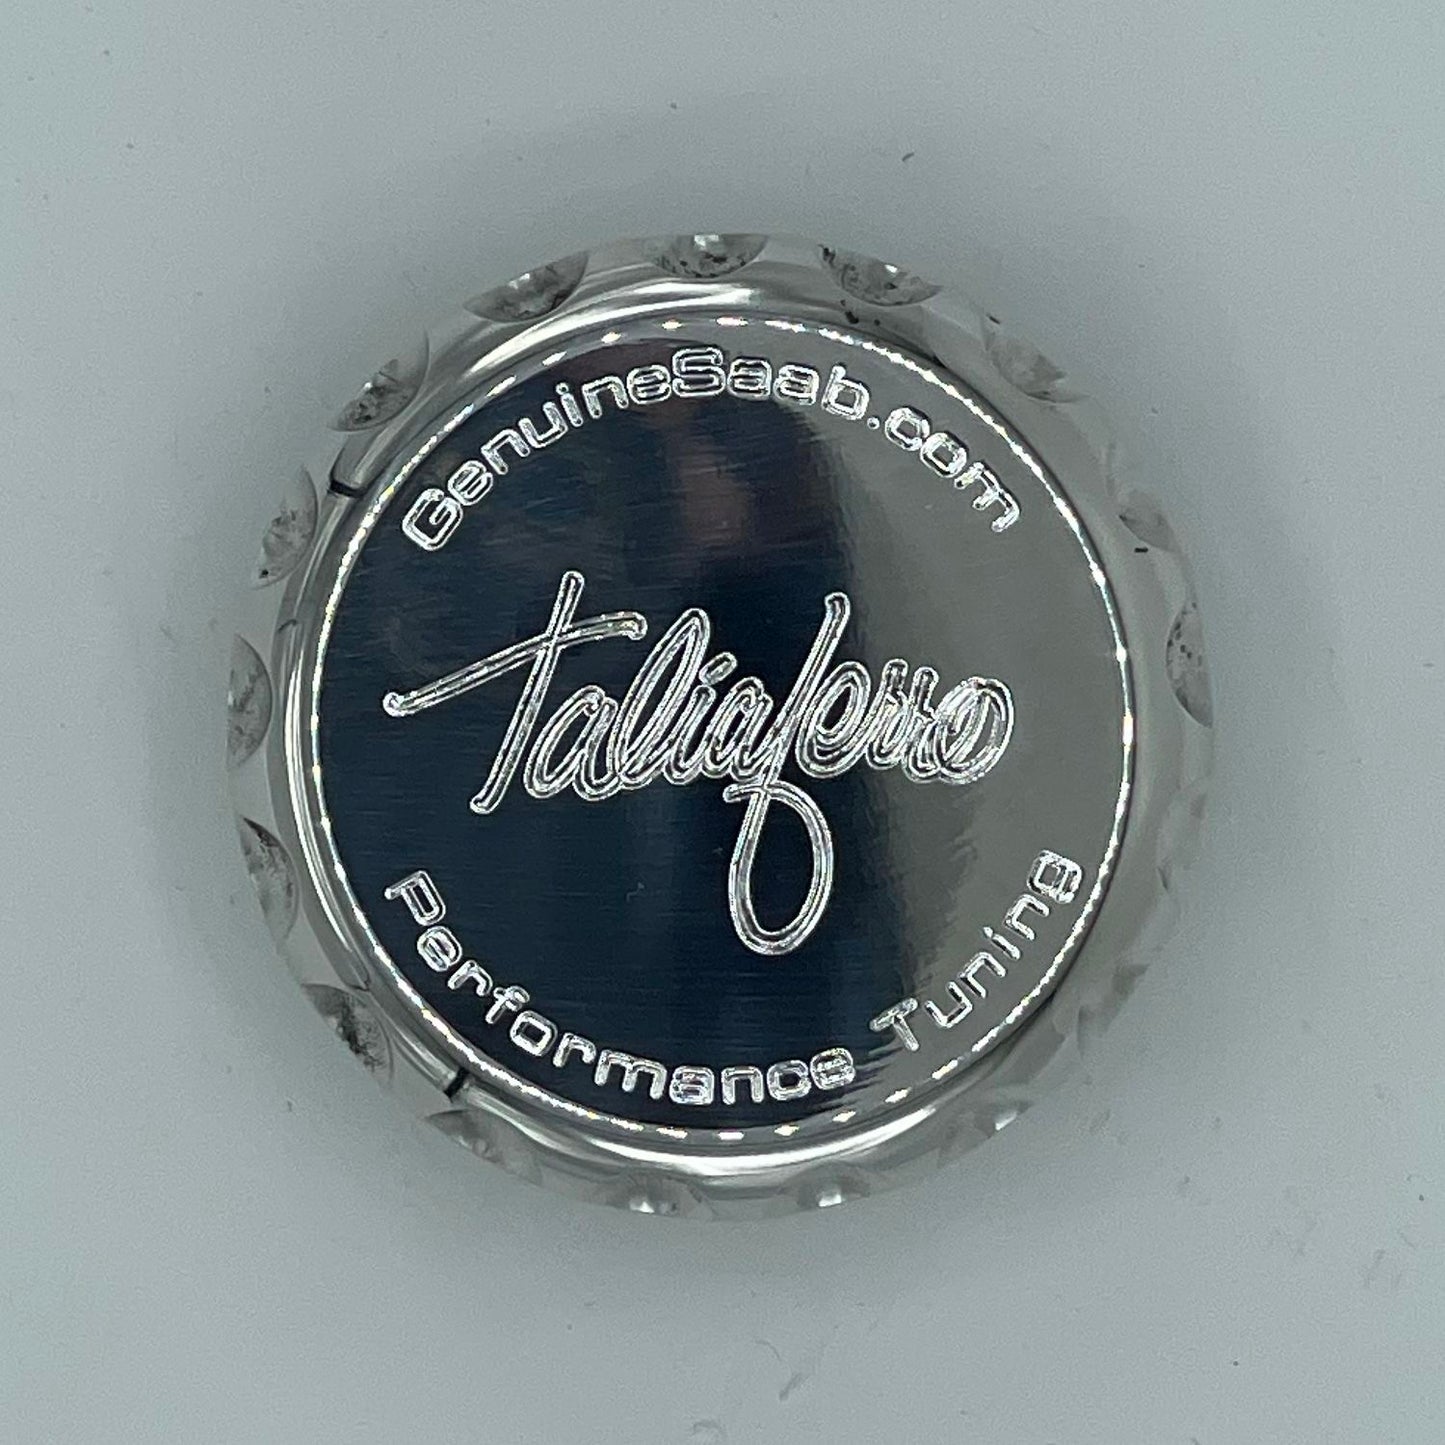 GenuineSaab.com
Taliaferro
Performance Tuning